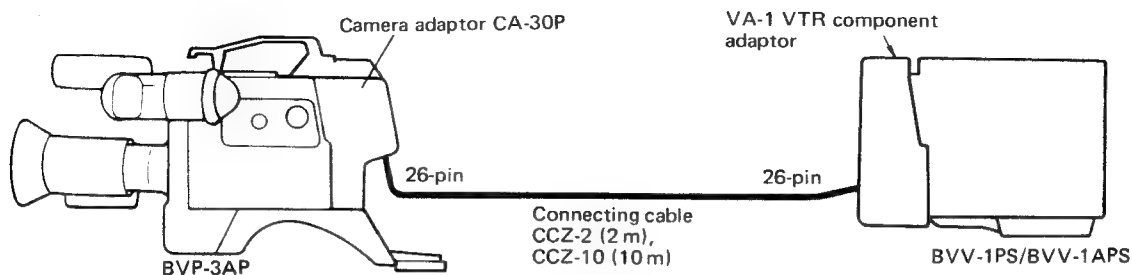 Camera adaptor CA-30P
VA-1 VTR component
adaptor
26-pin
26-pin
Connecting cable
CCZ-2 (2 m),
CCZ-10 (10 m)
BVP-3AP
BVV-1PS/BVV-1APS